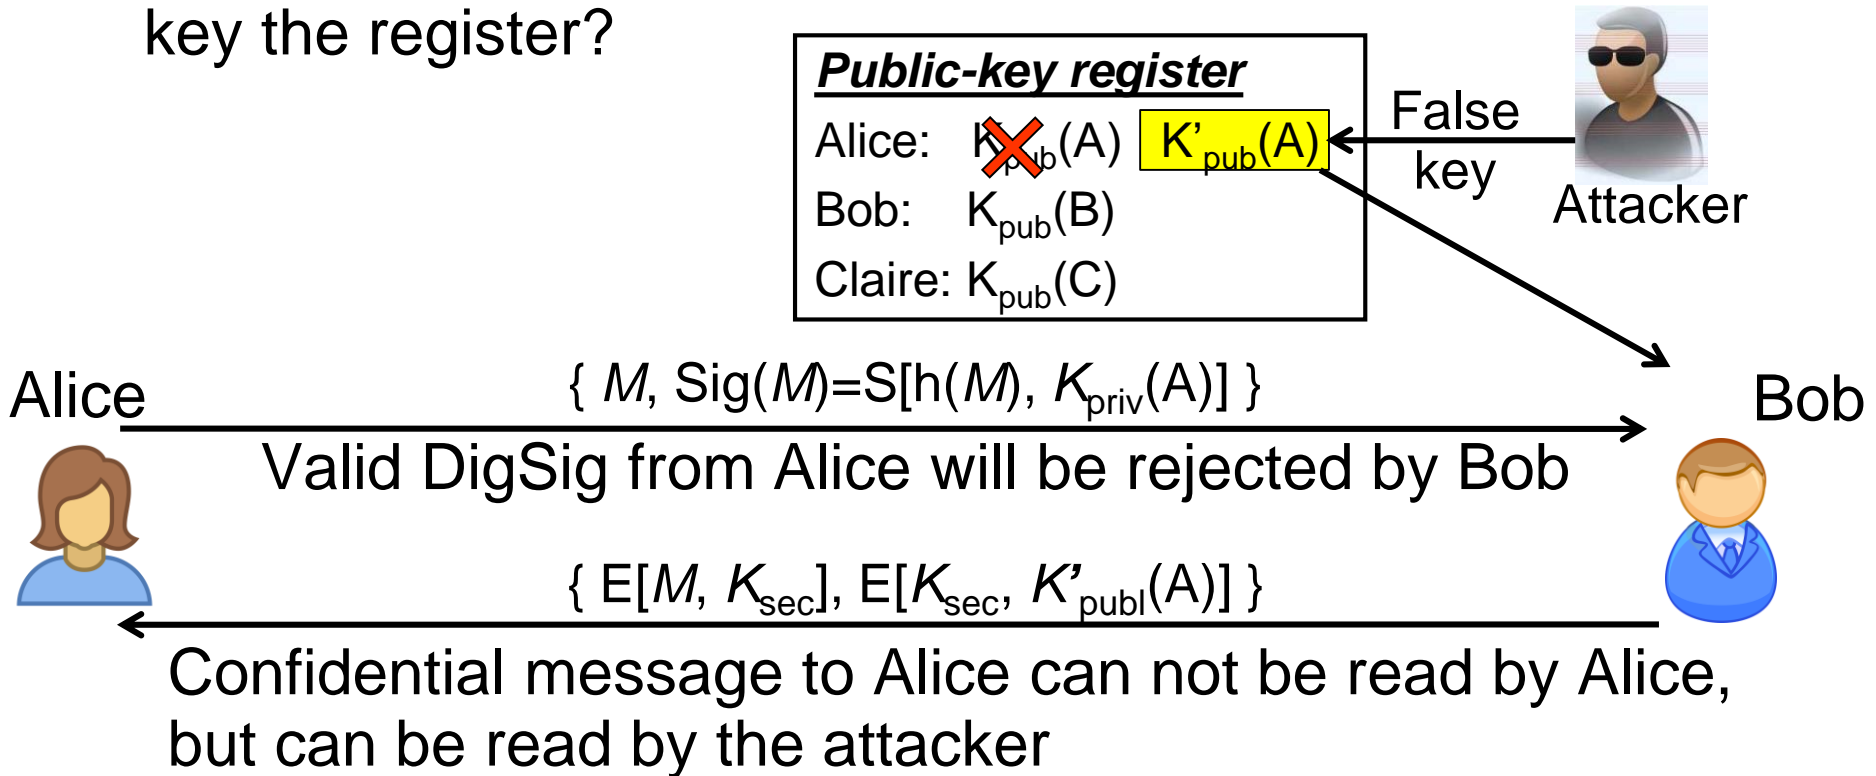 key the register?
Public-key register
Alice: Kpub(A) K’pub(A)
False
key
Attacker
Bob: Kpub(B)
Claire: Kpub(C)
Alice
{ M, Sig(M)=S[h(M), Kpriv(A)] }
Bob
Valid DigSig from Alice will be rejected by Bob
{ E[M, Ksec], E[Ksec, K’publ(A)] }
Confidential message to Alice can not be read by Alice,
but can be read by the attacker